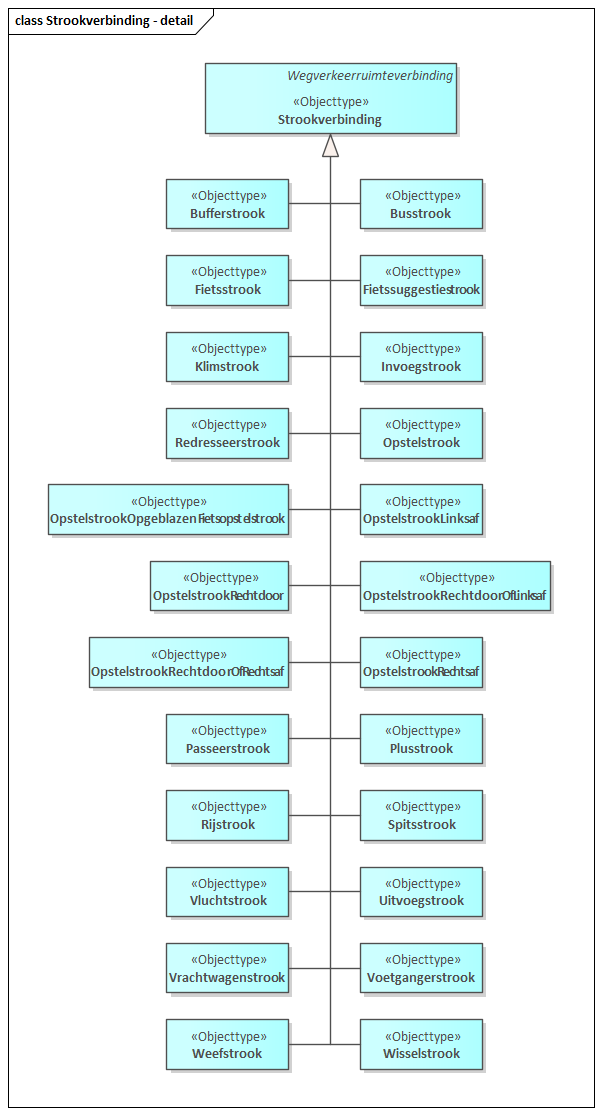 class Strookverbinding - detail
Wegverkeerruimteverbinding
«Objecttype»
Strookverbinding
«Objecttype»
Bufferstrook
«Objecttype»
Busstrook
«Objecttype»
Fietsstrook
«Objecttype»
Fietssuggestiestrook
«Objecttype»
Klimstrook
«Objecttype»
Invoegstrook
«Objecttype»
Redresseerstrook
«Objecttype»
Opstelstrook
«Objecttype»
OpstelstrookOpgeblazenFietsopstelstrook
«Objecttype»
OpstelstrookLinksaf
«Objecttype»
OpstelstrookRechtdoor
«Objecttype»
OpstelstrookRechtdoorOfLinksaf
«Objecttype»
OpstelstrookRechtdoorOfRechtsaf
«Objecttype»
OpstelstrookRechtsaf
«Objecttype»
Passeerstrook
«Objecttype»
Plusstrook
«Objecttype»
Rijstrook
«Objecttype»
Spitsstrook
«Objecttype»
Vluchtstrook
«Objecttype»
Uitvoegstrook
«Objecttype»
Vrachtwagenstrook
«Objecttype»
Voetgangerstrook
«Objecttype»
Weefstrook
«Objecttype»
Wisselstrook